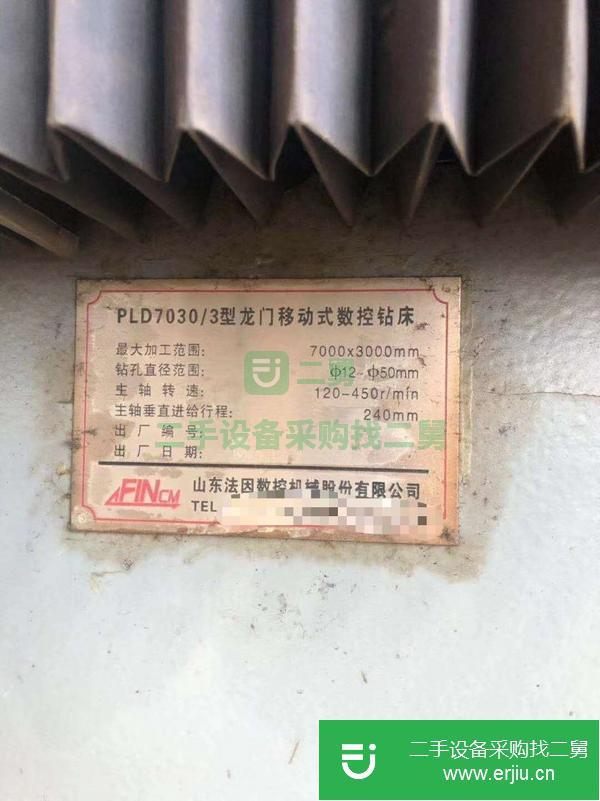 PLD7030/3型龙门移动式数控钻床
最大加工范围: 7000x3000mm
钻孔直径范围: ф12~ф50mm
主轴转速: 120-450r/min
主轴垂直进给行程: 240mm
出厂编号:
出厂日期:
二舅
二手设备采购找二舅
FINCM 山东法因数控机械股份有限公司
TEL
二手设备采购找二舅
www.erjiu.cn